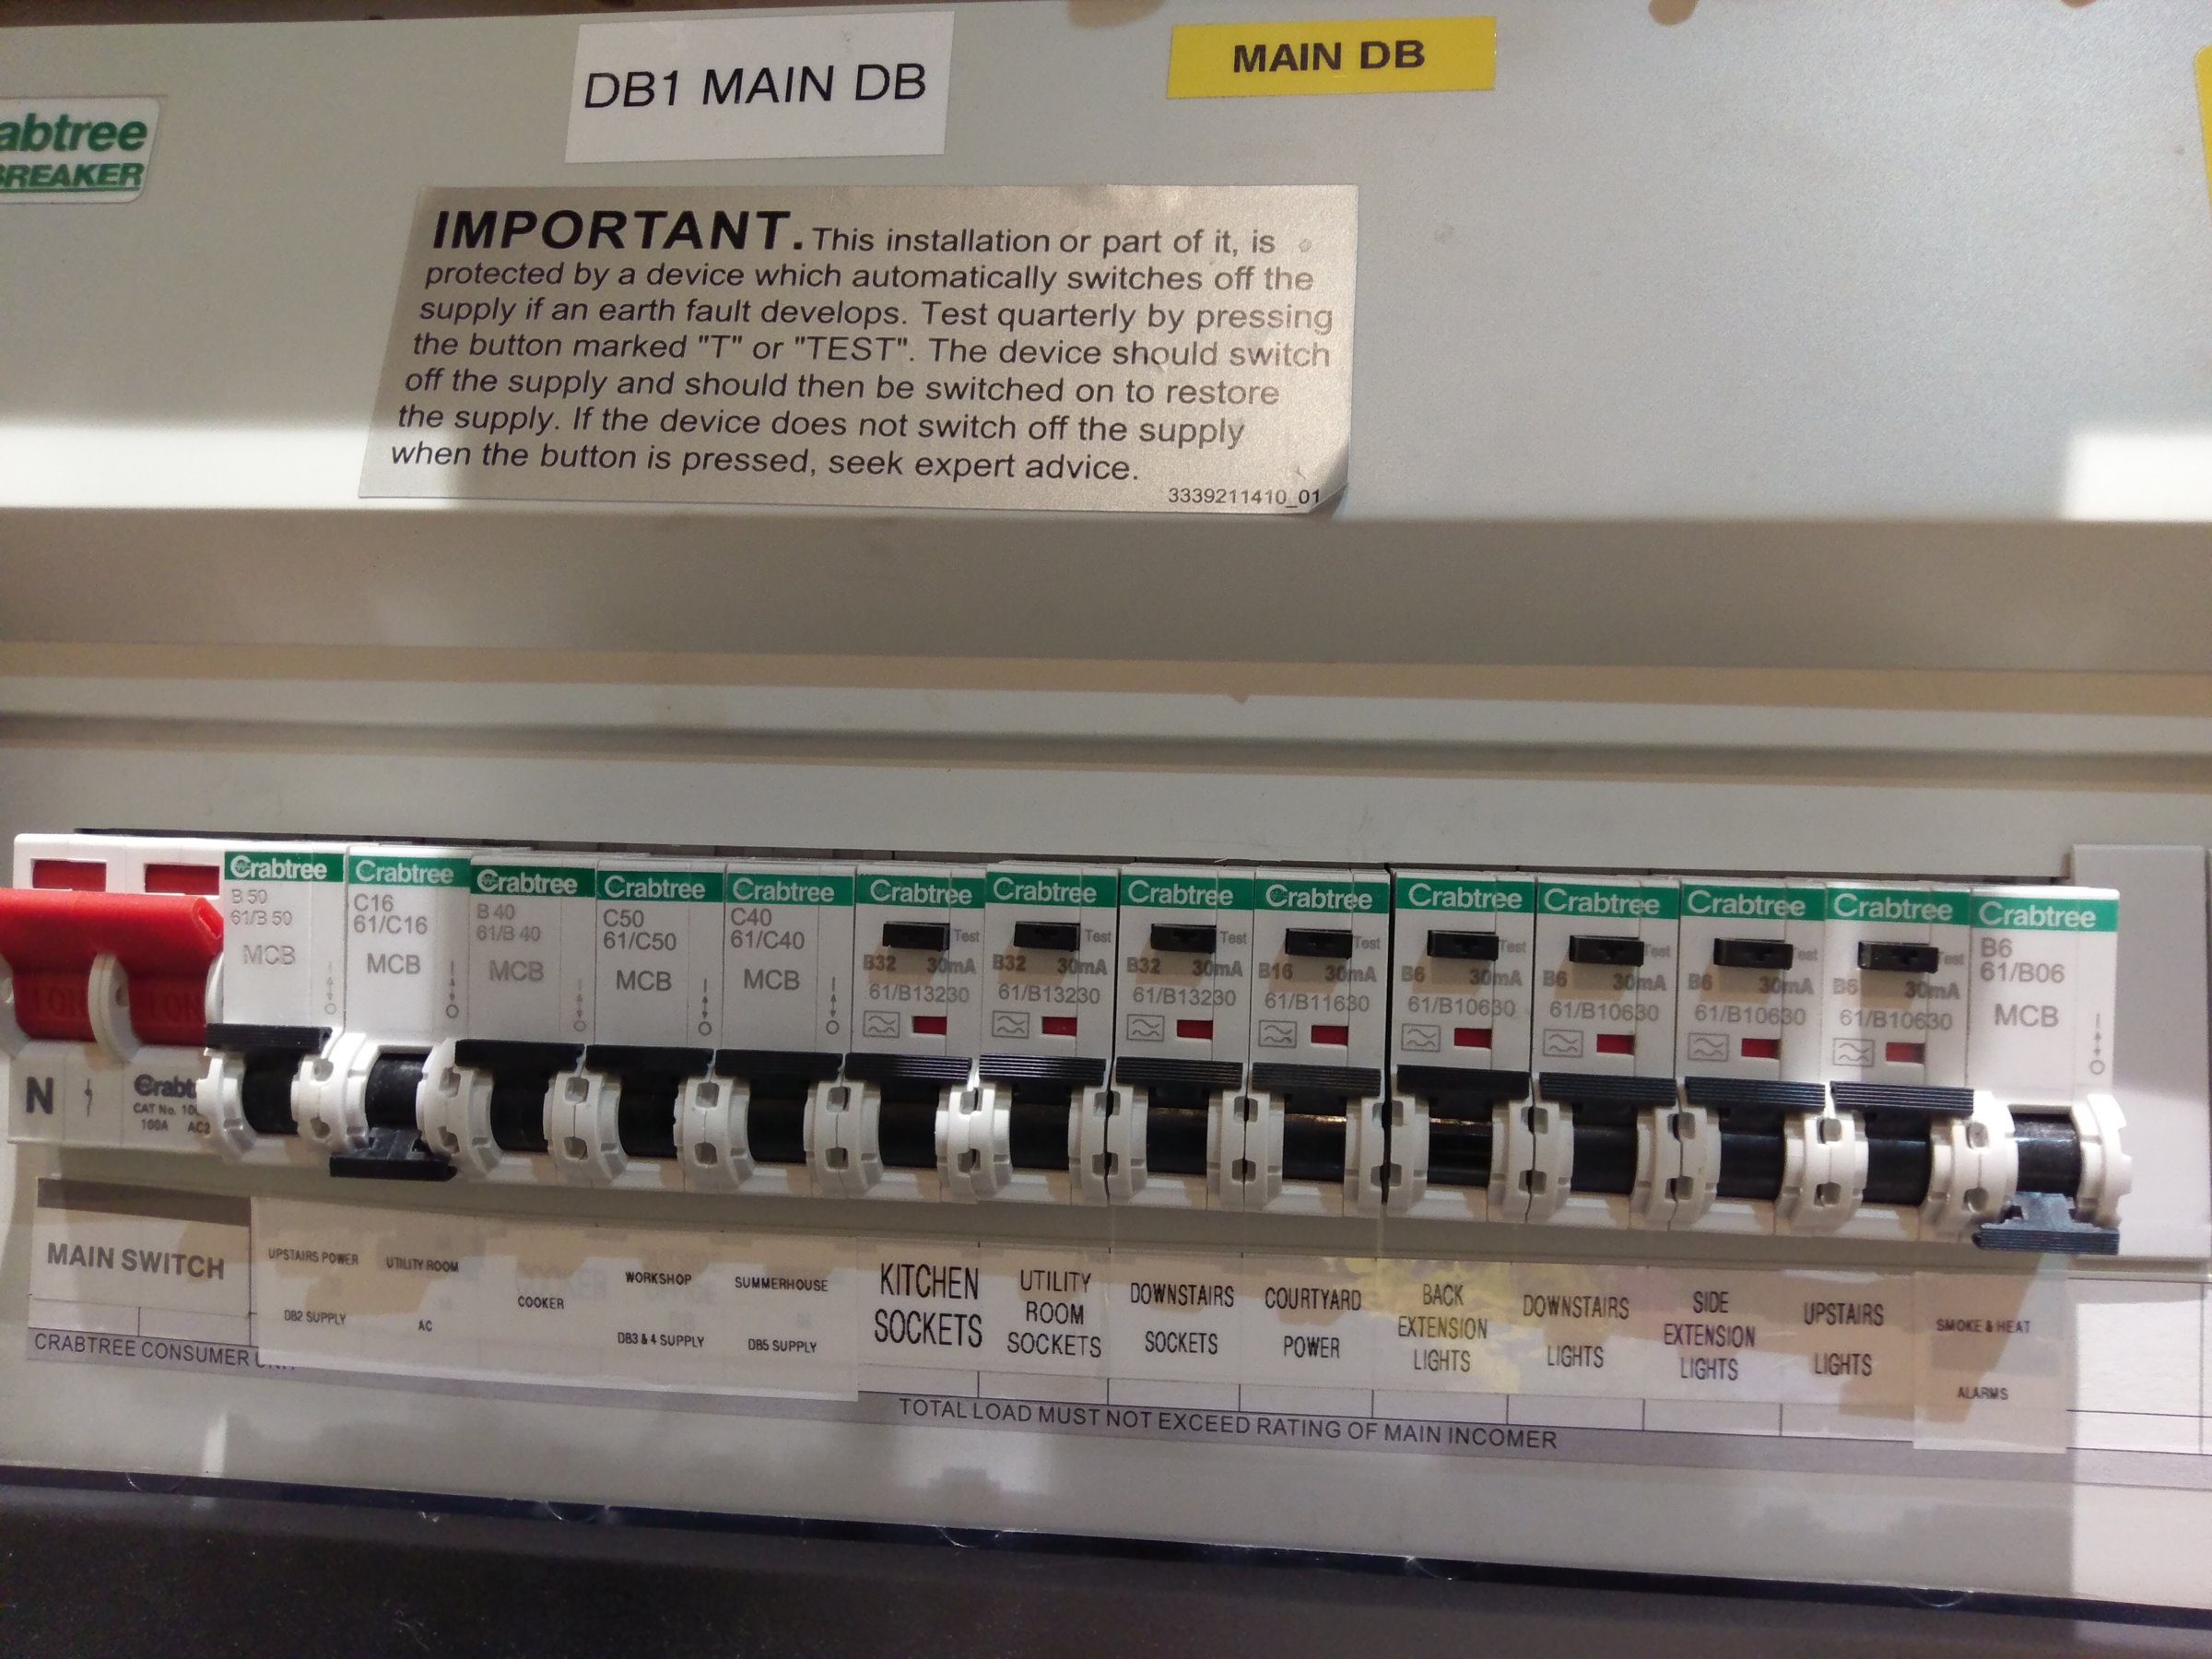 abtree
BREAKER
DB1 MAIN DB
MAIN DB
IMPORTANT. This installation or part of it, is
protected by a device which automatically switches off the
supply if an earth fault develops. Test quarterly by pressing
the button marked "T" or "TEST". The device should switch
off the supply and should then be switched on to restore
the supply. If the device does not switch off the supply
when the button is pressed, seek expert advice.
3339211410_01
Crabtree
B 50
61/B 50
MCB
Crabtree
C16
61/C16
MCB
Crabtree
B 40
61/B 40
MCB
Crabtree
C50
61/C50
MCB
Crabtree
C40
61/C40
MCB
Crabtree
Test
B32 30mA
61/B13230
Crabtree
Test
B32 30mA
61/B13230
Crabtree
Test
B32 30mA
61/B13230
Crabtree
Test
B16 30mA
61/B11630
Crabtree
Test
B6 30mA
61/B10630
Crabtree
Test
B6 30mA
61/B10630
Crabtree
Test
B6 30mA
61/B10630
Crabtree
Test
B6 30mA
61/B10630
Crabtree
B6
61/B06
MCB
I ON I ON
N
Crabt
CAT No. 10
100A AC2
MAIN SWITCH
UPSTAIRS POWER
DB2 SUPPLY
UTILITY ROOM
AC
COOKER
WORKSHOP
DB3 & 4 SUPPLY
SUMMERHOUSE
DB5 SUPPLY
KITCHEN
SOCKETS
UTILITY
ROOM
SOCKETS
DOWNSTAIRS
SOCKETS
COURTYARD
POWER
BACK
EXTENSION
LIGHTS
DOWNSTAIRS
LIGHTS
SIDE
EXTENSION
LIGHTS
UPSTAIRS
LIGHTS
SMOKE & HEAT
ALARMS
CRABTREE CONSUMER
TOTAL LOAD MUST NOT EXCEED RATING OF MAIN INCOMER